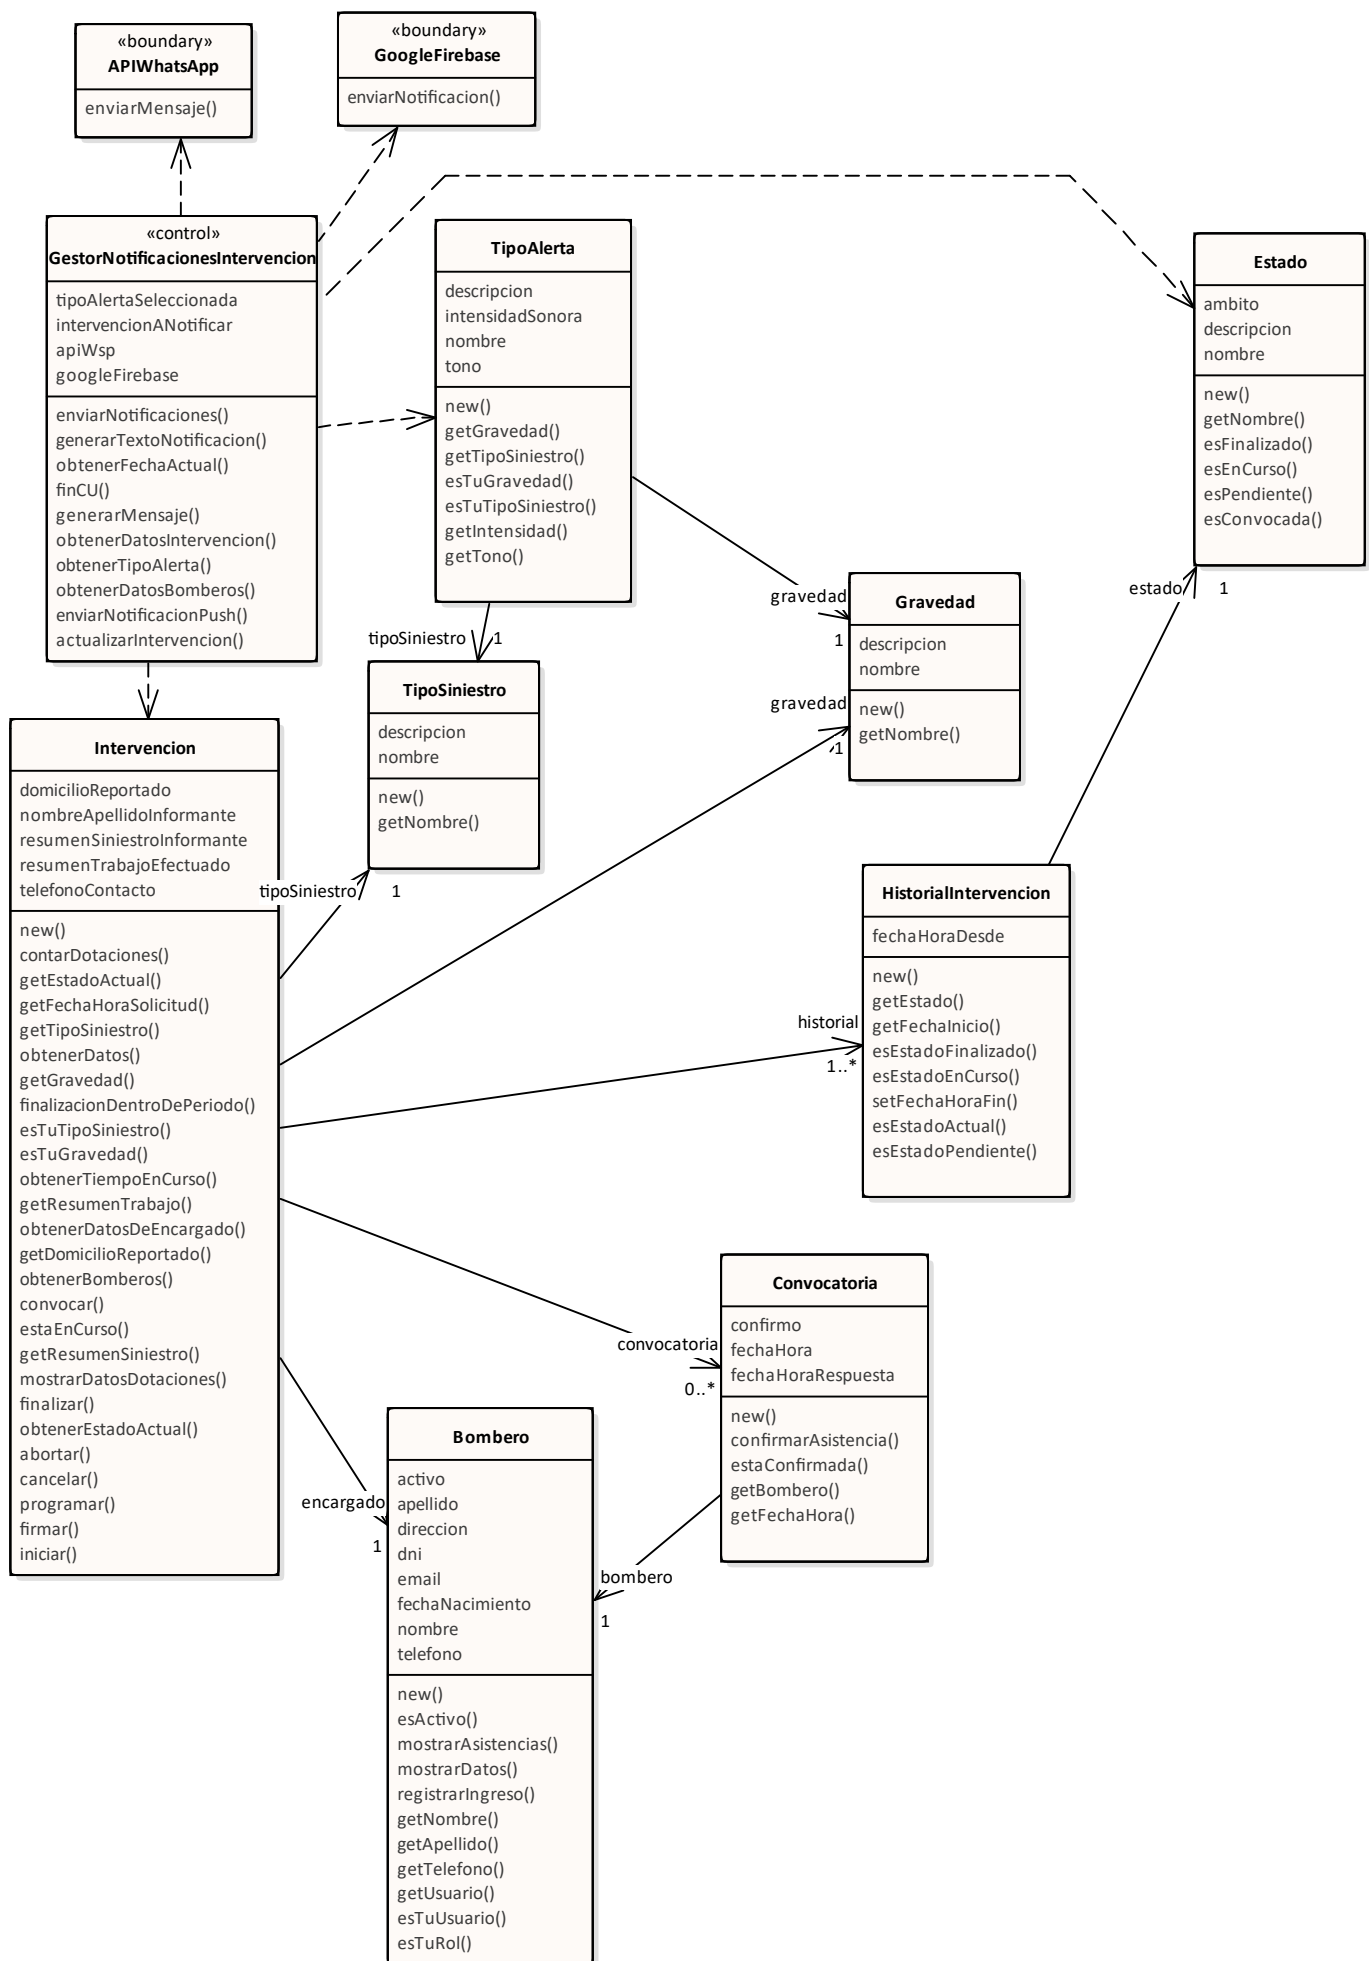 «boundary»
APIWhatsApp
enviarMensaje()
«boundary»
GoogleFirebase
enviarNotificacion()
«control»
GestorNotificacionesIntervencion
tipoAlertaSeleccionada
intervencionANotificar
apiWsp
googleFirebase
enviarNotificaciones()
generarTextoNotificacion()
obtenerFechaActual()
finCU()
generarMensaje()
obtenerDatosIntervencion()
obtenerTipoAlerta()
obtenerDatosBomberos()
enviarNotificacionPush()
actualizarIntervencion()
TipoAlerta
descripcion
intensidadSonora
nombre
tono
new()
getGravedad()
getTipoSiniestro()
esTuGravedad()
esTuTipoSiniestro()
getIntensidad()
getTono()
Estado
ambito
descripcion
nombre
new()
getNombre()
esFinalizado()
esEnCurso()
esPendiente()
esConvocada()
estado
1
gravedad
1
Gravedad
descripcion
nombre
new()
getNombre()
gravedad
1
tipoSiniestro
1
TipoSiniestro
descripcion
nombre
new()
getNombre()
tipoSiniestro
1
Intervencion
domicilioReportado
nombreApellidoInformante
resumenSiniestroInformante
resumenTrabajoEfectuado
telefonoContacto
new()
contarDotaciones()
getEstadoActual()
getFechaHoraSolicitud()
getTipoSiniestro()
obtenerDatos()
getGravedad()
finalizacionDentroDePeriodo()
esTuTipoSiniestro()
esTuGravedad()
obtenerTiempoEnCurso()
getResumenTrabajo()
obtenerDatosDeEncargado()
getDomicilioReportado()
obtenerBomberos()
convocar()
estaEnCurso()
getResumenSiniestro()
mostrarDatosDotaciones()
finalizar()
obtenerEstadoActual()
abortar()
cancelar()
programar()
firmar()
iniciar()
HistorialIntervencion
fechaHoraDesde
new()
getEstado()
getFechaInicio()
esEstadoFinalizado()
esEstadoEnCurso()
setFechaHoraFin()
esEstadoActual()
esEstadoPendiente()
historial
1..*
convocatoria
0..*
Convocatoria
confirmo
fechaHora
fechaHoraRespuesta
new()
confirmarAsistencia()
estaConfirmada()
getBombero()
getFechaHora()
encargado
1
bombero
1
Bombero
activo
apellido
direccion
dni
email
fechaNacimiento
nombre
telefono
new()
esActivo()
mostrarAsistencias()
mostrarDatos()
registrarIngreso()
getNombre()
getApellido()
getTelefono()
getUsuario()
esTuUsuario()
esTuRol()